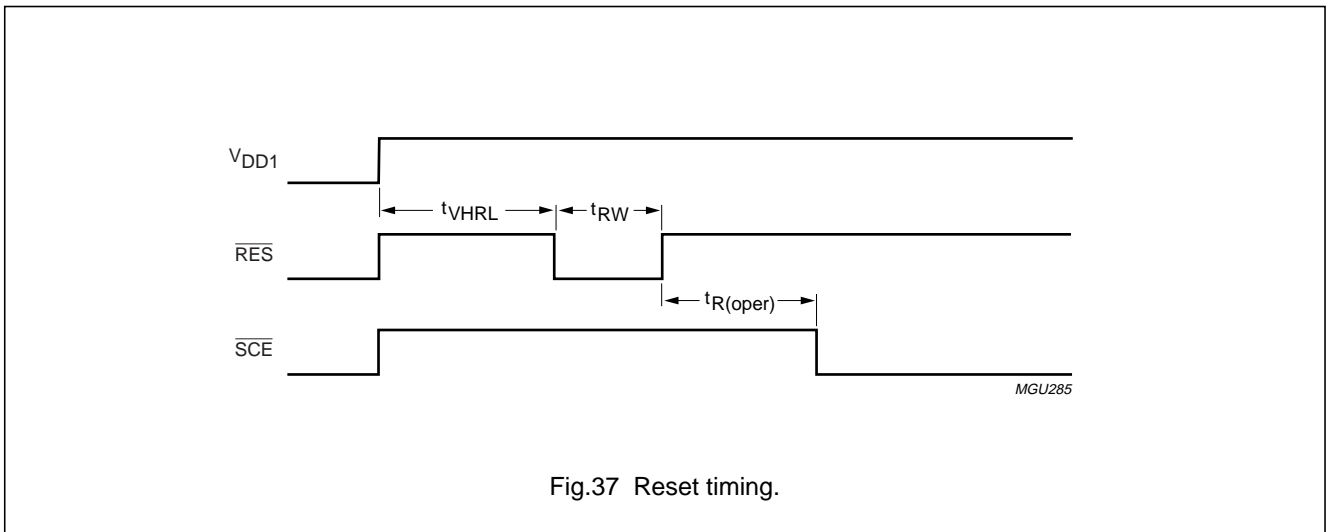 VDD1
tVHRL
tRW
RES
tR(oper)
SCE
MGU285
Fig.37 Reset timing.